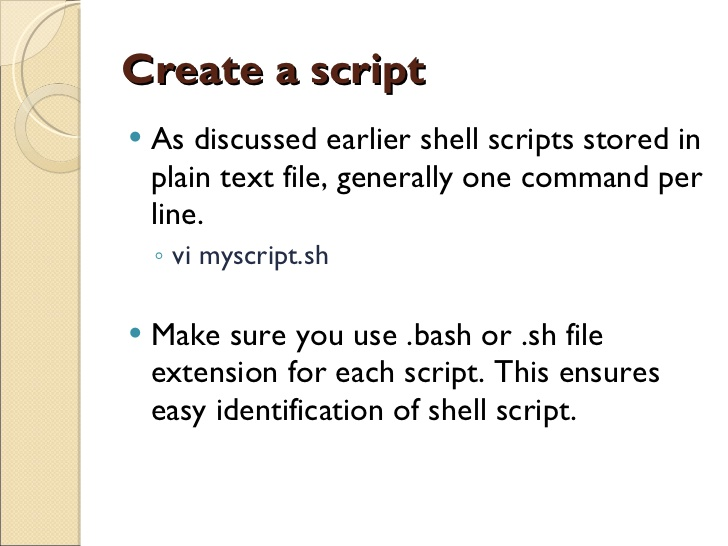 Create a script
• As discussed earlier shell scripts stored in
plain text file, generally one command per
line.
◦ vi myscript.sh
• Make sure you use .bash or .sh file
extension for each script. This ensures
easy identification of shell script.